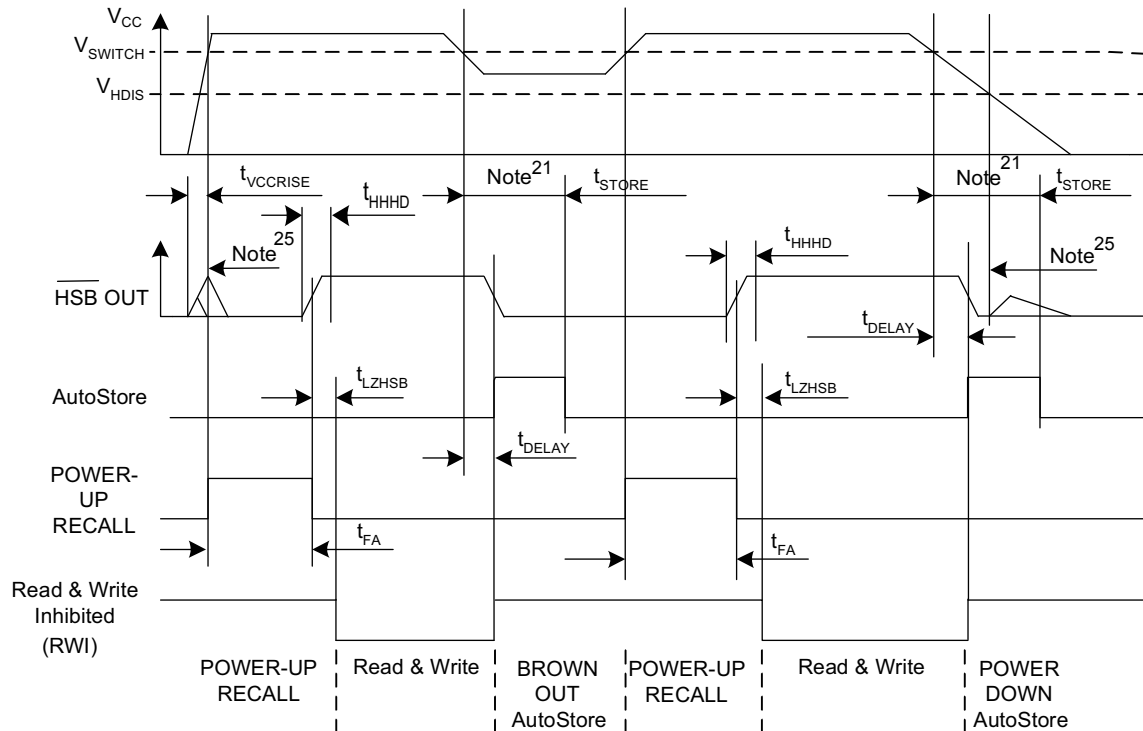 VCC
VSWITCH
VHDIS
tVCCRISE
tHHHD
Note21
tSTORE
Note21
tSTORE
Note25
tHHHD
Note25
HSB OUT
tDELAY
tLZHSB
tLZHSB
AutoStore
tDELAY
POWER-
UP
RECALL
tFA
tFA
Read & Write
Inhibited
(RWI)
POWER-UP
RECALL
Read & Write
BROWN
OUT
AutoStore
POWER-UP
RECALL
Read & Write
POWER
DOWN
AutoStore